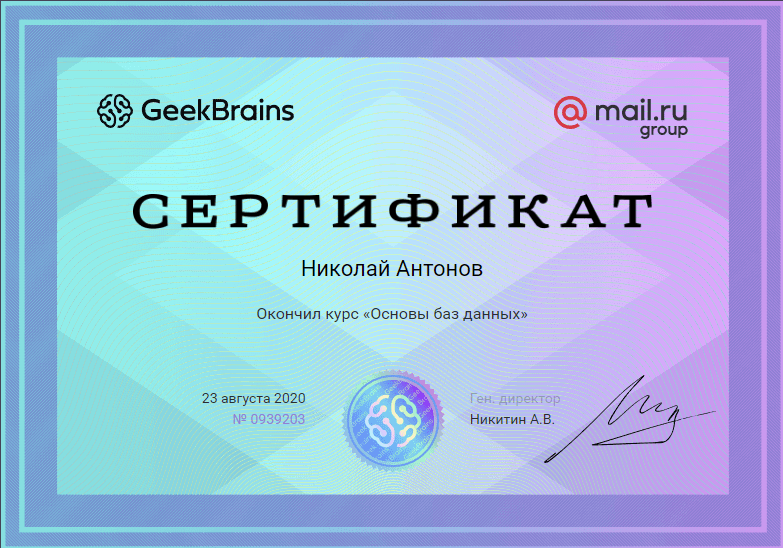 GeekBrains
@mail.ru
group
СЕРТИФИКАТ
Николай Антонов
Окончил курс «Основы баз данных»
23 августа 2020
№ 0939203
Ген. директор
Никитин А.В.